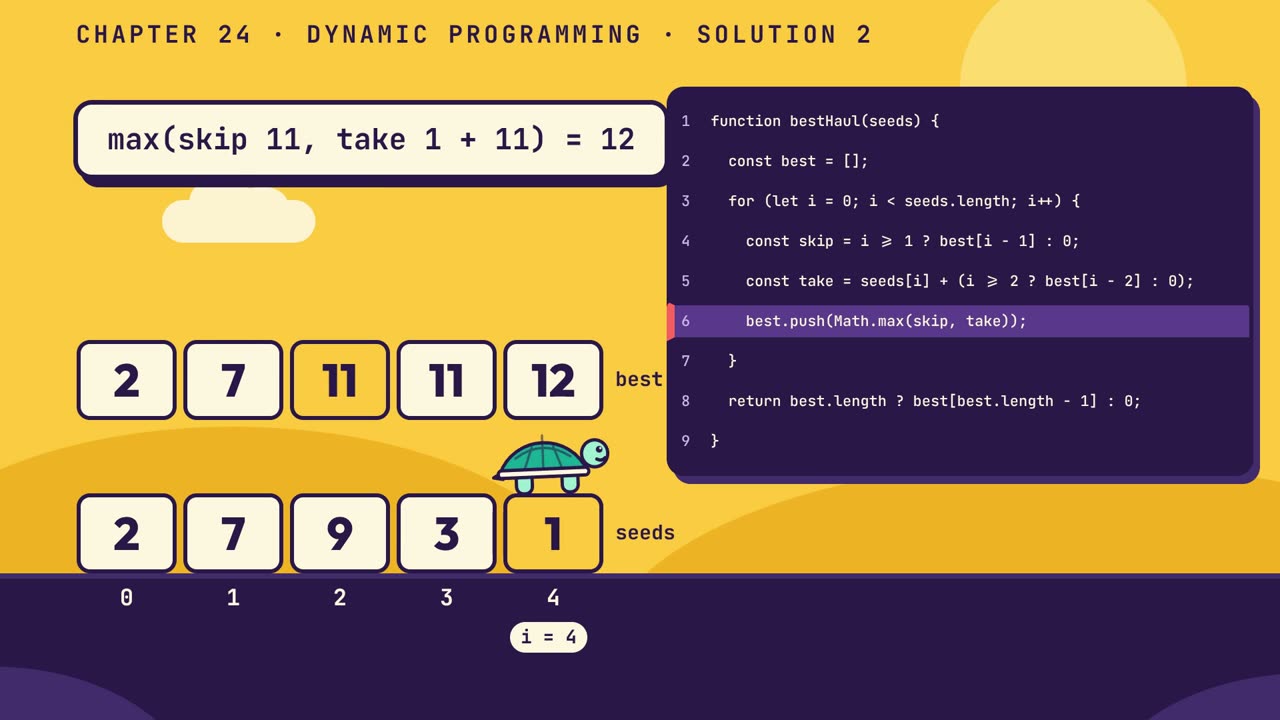 CHAPTER 24 · DYNAMIC PROGRAMMING · SOLUTION 2
max(skip 11, take 1 + 11) = 12
1 function bestHaul(seeds) {
2 const best = [];
3 for (let i = 0; i < seeds.length; i++) {
4 const skip = i >= 1 ? best[i - 1] : 0;
5 const take = seeds[i] + (i >= 2 ? best[i - 2] : 0);
6 best.push(Math.max(skip, take));
7 }
8 return best.length ? best[best.length - 1] : 0;
9 }
2 7 11 11 12 best
2 7 9 3 1 seeds
0 1 2 3 4
i = 4